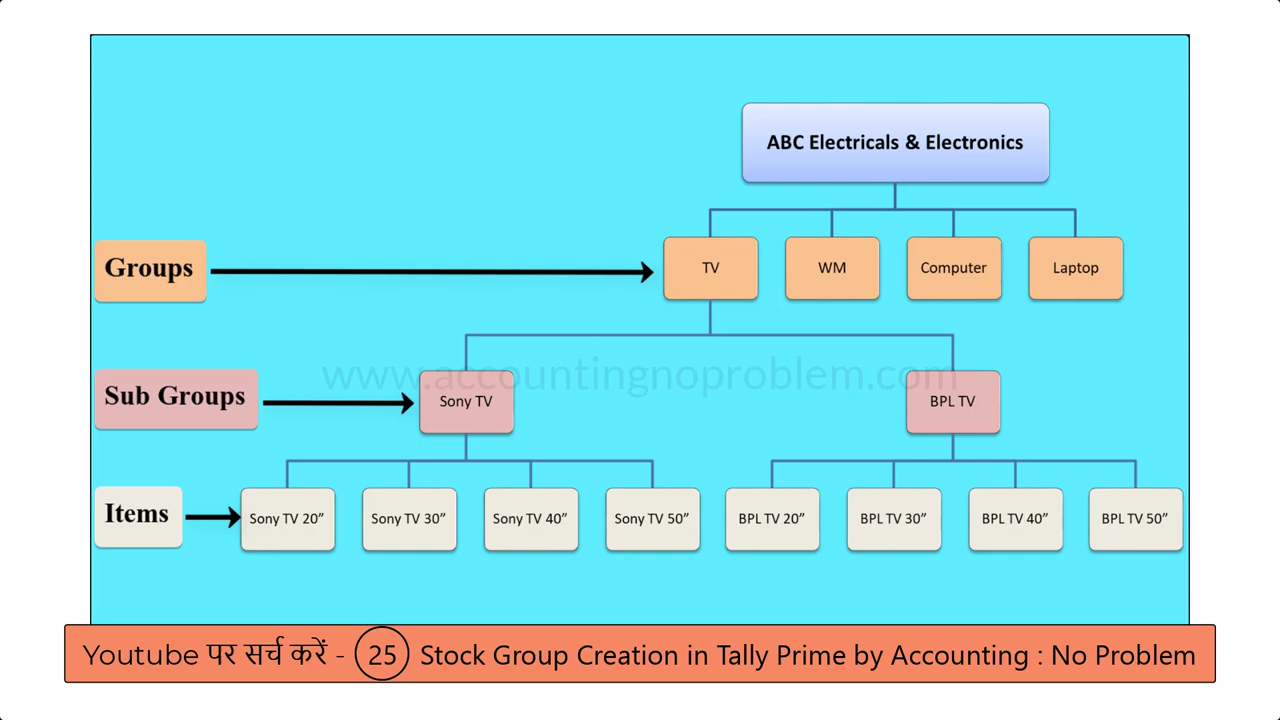 ABC Electricals & Electronics
Groups
TV
WM
Computer
Laptop
www.accountingnoproblem.com
Sub Groups
Sony TV
BPL TV
Items
Sony TV 20”
Sony TV 30”
Sony TV 40”
Sony TV 50”
BPL TV 20”
BPL TV 30”
BPL TV 40”
BPL TV 50”
Youtube पर सर्च करें - 25 Stock Group Creation in Tally Prime by Accounting : No Problem